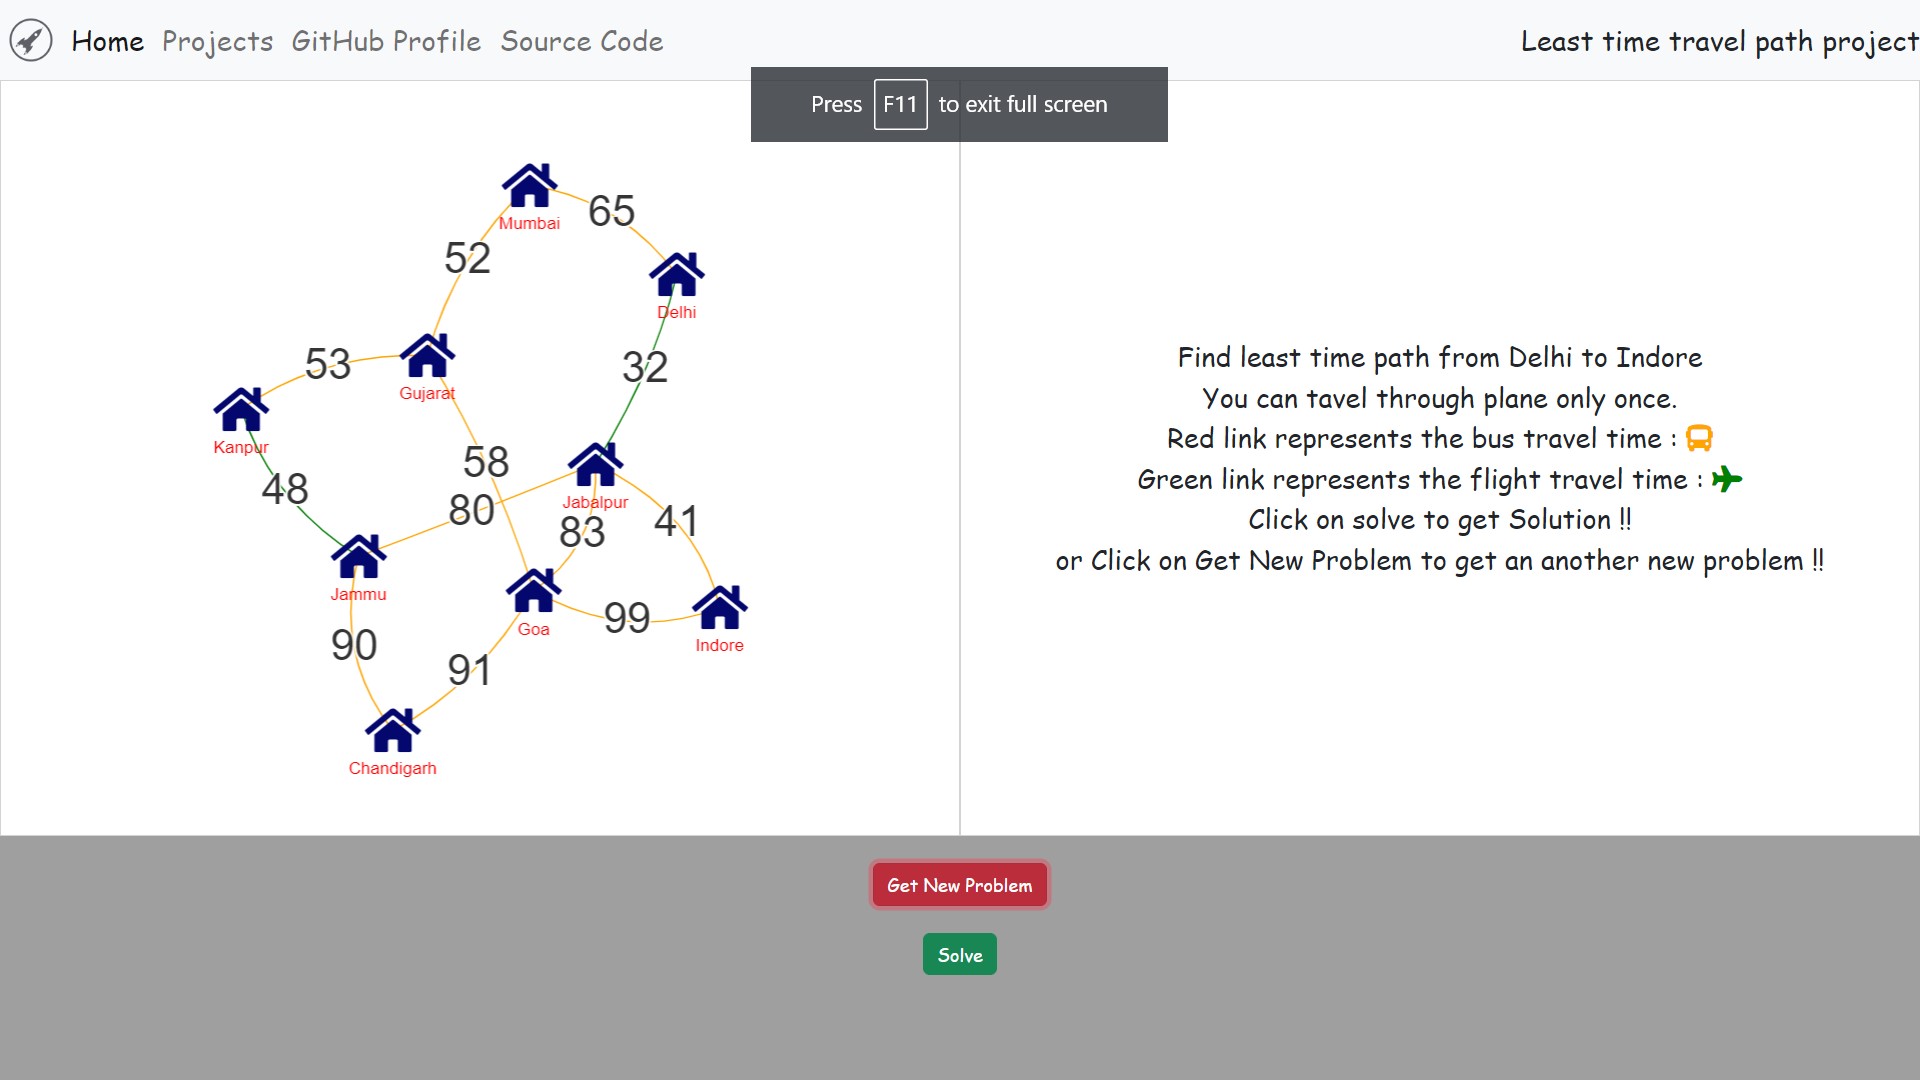 Home Projects GitHub Profile Source Code Least time travel path project
Press F11 to exit full screen
Mumbai
65
52
Delhi
53
32
Gujarat
Kanpur
58
48
80
Jabalpur
83
41
Jammu
Goa
99
Indore
90
91
Chandigarh
Find least time path from Delhi to Indore
You can tavel through plane only once.
Red link represents the bus travel time :
Green link represents the flight travel time :
Click on solve to get Solution !!
or Click on Get New Problem to get an another new problem !!
Get New Problem
Solve